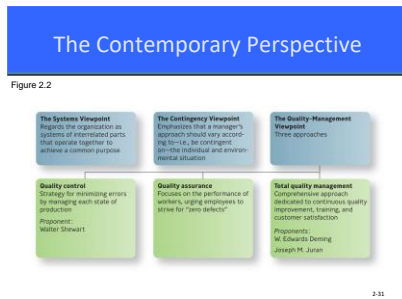 The Contemporary Perspective
Figure 2.2
The Systems Viewpoint
Regards the organization as
systems of interrelated parts
that operate together to
achieve a common purpose
The Contingency Viewpoint
Emphasizes that a manager's
approach should vary accord-
ing to—i.e., be contingent
on—the individual and environ-
mental situation
The Quality-Management
Viewpoint
Three approaches
Quality control
Strategy for minimizing errors
by managing each state of
production
Proponent:
Walter Shewart
Quality assurance
Focuses on the performance of
workers, urging employees to
strive for "zero defects"
Total quality management
Comprehensive approach
dedicated to continuous quality
improvement, training, and
customer satisfaction
Proponents:
W. Edwards Deming
Joseph M. Juran
2-31